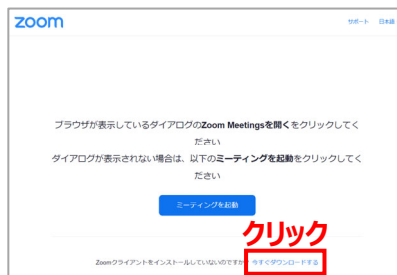 zoom
サポート 日本語
ブラウザが表示しているダイアログのZoom Meetingsを開くをクリックしてく
ださい
ダイアログが表示されない場合は、以下のミーティングを起動をクリックしてく
ださい
ミーティングを起動
クリック
Zoomクライアントをインストールしていないのですか? 今すぐダウンロードする